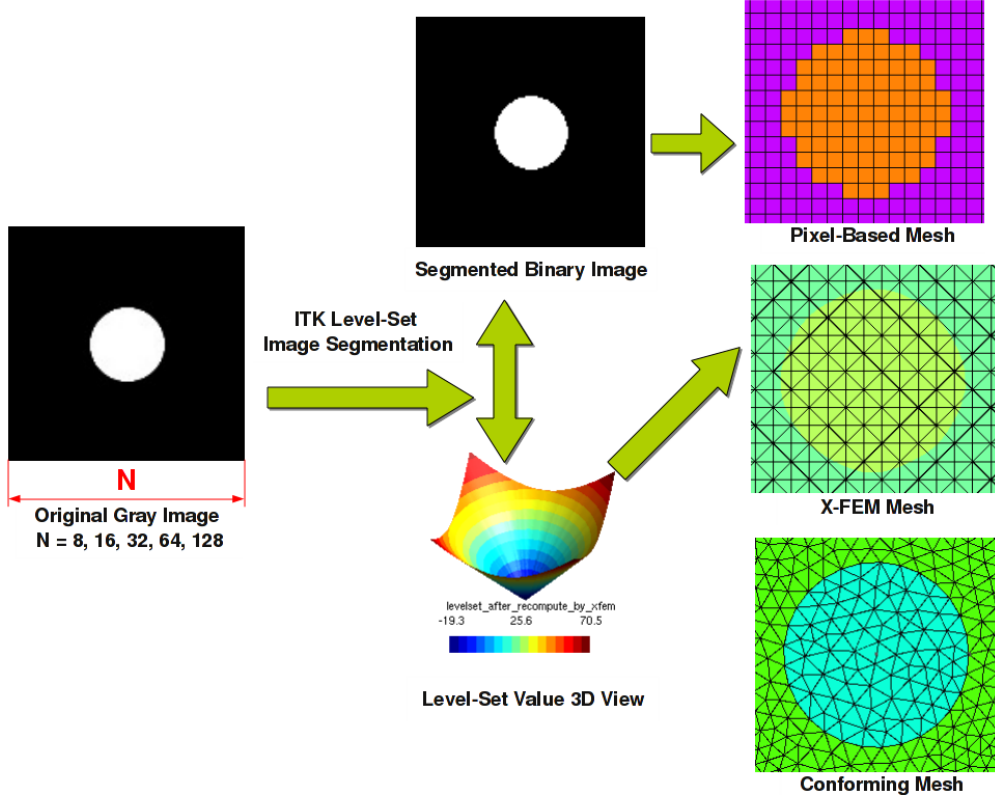 Segmented Binary Image
Pixel-Based Mesh
ITK Level-Set
Image Segmentation
N
Original Gray Image
N = 8, 16, 32, 64, 128
X-FEM Mesh
levelset_after_recompute_by_xfem
-19.3 25.6 70.5
Level-Set Value 3D View
Conforming Mesh